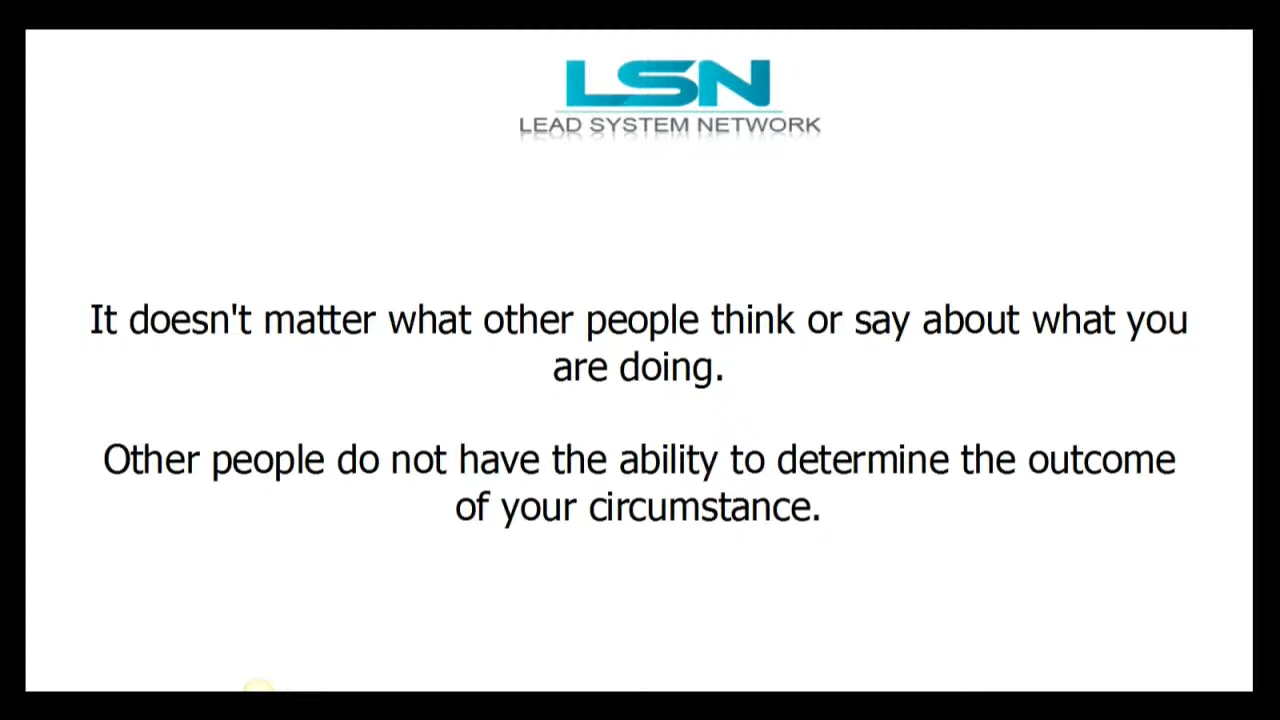 LSN
LEAD SYSTEM NETWORK
It doesn't matter what other people think or say about what you
are doing.
Other people do not have the ability to determine the outcome
of your circumstance.